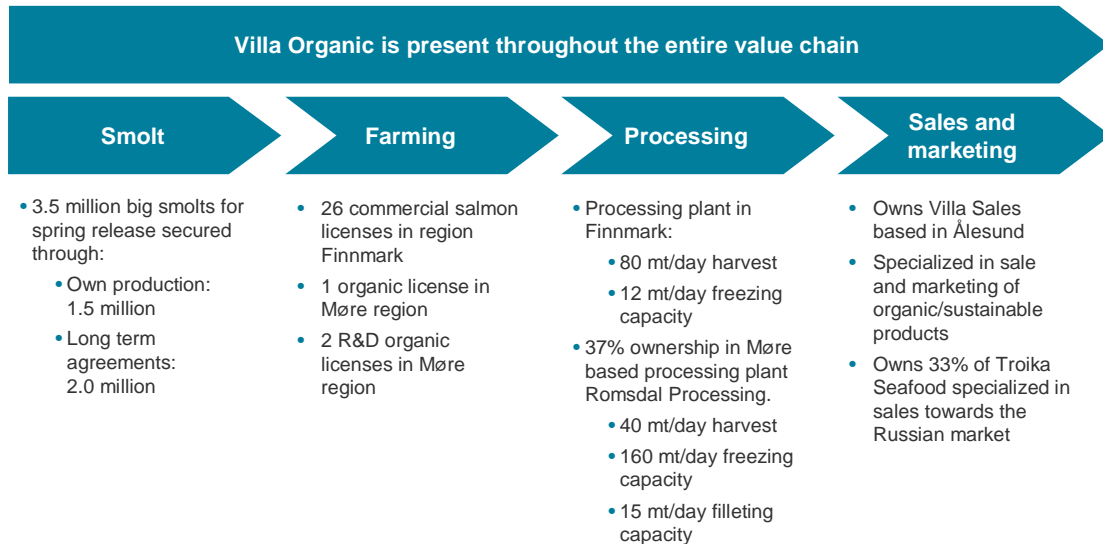 Villa Organic is present throughout the entire value chain
Smolt
• 3.5 million big smolts for
spring release secured
through:
• Own production:
1.5 million
• Long term
agreements:
2.0 million
Farming
• 26 commercial salmon
licenses in region
Finnmark
• 1 organic license in
Møre region
• 2 R&D organic
licenses in Møre
region
Processing
• Processing plant in
Finnmark:
• 80 mt/day harvest
• 12 mt/day freezing
capacity
• 37% ownership in Møre
based processing plant
Romsdal Processing.
• 40 mt/day harvest
• 160 mt/day freezing
capacity
• 15 mt/day filleting
capacity
Sales and
marketing
• Owns Villa Sales
based in Ålesund
• Specialized in sale
and marketing of
organic/sustainable
products
• Owns 33% of Troika
Seafood specialized in
sales towards the
Russian market